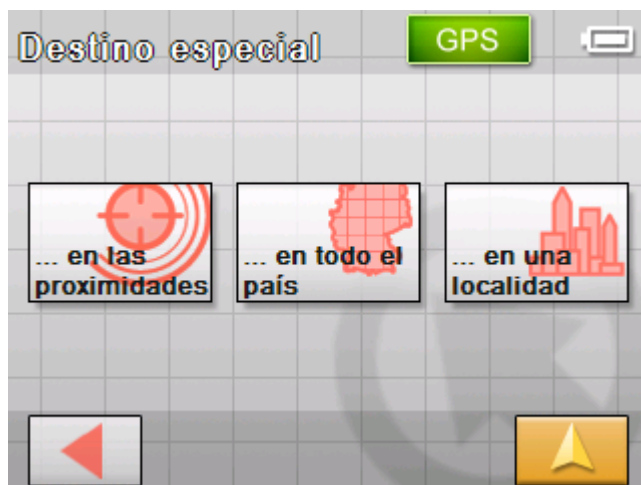 Destino especial
GPS
... en las
proximidades
... en todo el
país
... en una
localidad